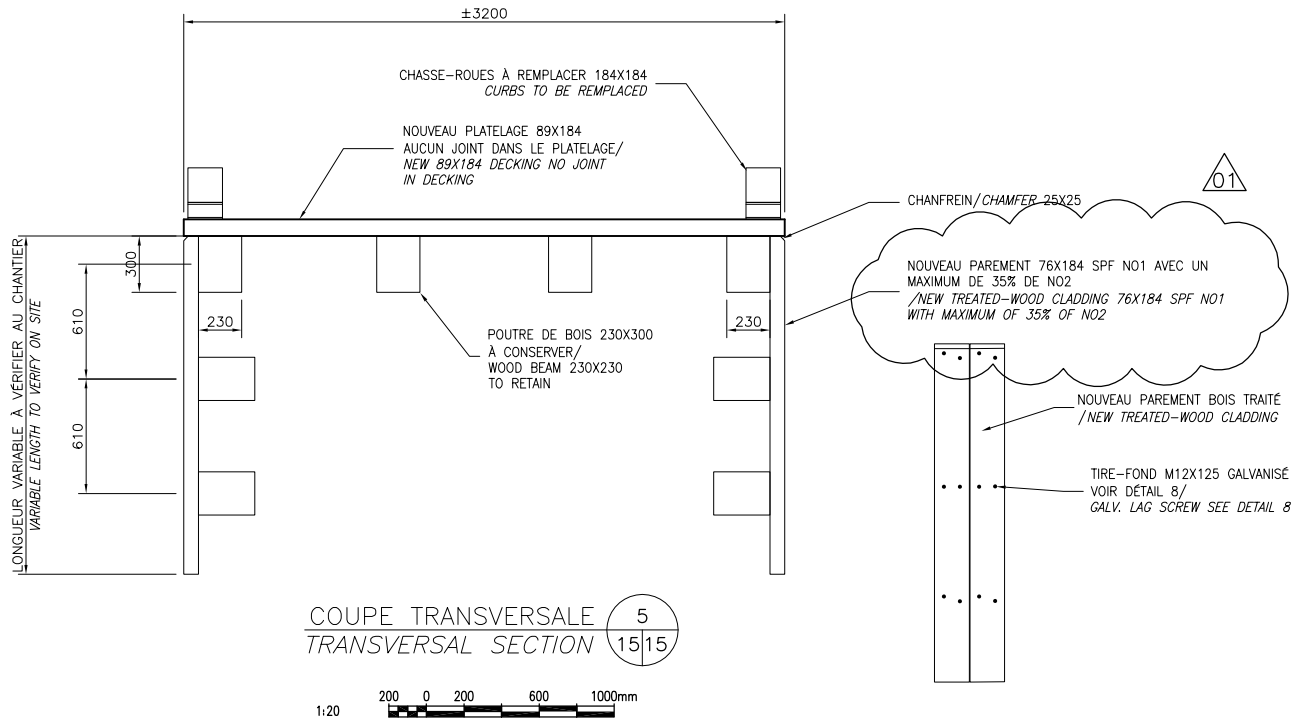 ±3200
CHASSE-ROUES À REMPLACER 184X184
CURBS TO BE REMPLACED
NOUVEAU PLATELAGE 89X184
AUCUN JOINT DANS LE PLATELAGE/
NEW 89X184 DECKING NO JOINT
IN DECKING
01
CHANFREIN/CHAMFER 25X25
NOUVEAU PAREMENT 76X184 SPF NO1 AVEC UN
MAXIMUM DE 35% DE NO2
/NEW TREATED-WOOD CLADDING 76X184 SPF NO1
WITH MAXIMUM OF 35% OF NO2
LONGUEUR VARIABLE À VÉRIFIER AU CHANTIER
VARIABLE LENGTH TO VERIFY ON SITE
300
610
610
230
230
POUTRE DE BOIS 230X300
À CONSERVER/
WOOD BEAM 230X230
TO RETAIN
NOUVEAU PAREMENT BOIS TRAITÉ
/NEW TREATED-WOOD CLADDING
TIRE-FOND M12X125 GALVANISÉ
VOIR DÉTAIL 8/
GALV. LAG SCREW SEE DETAIL 8
COUPE TRANSVERSALE
TRANSVERSAL SECTION
5
15 15
1:20
200 0 200 600 1000mm